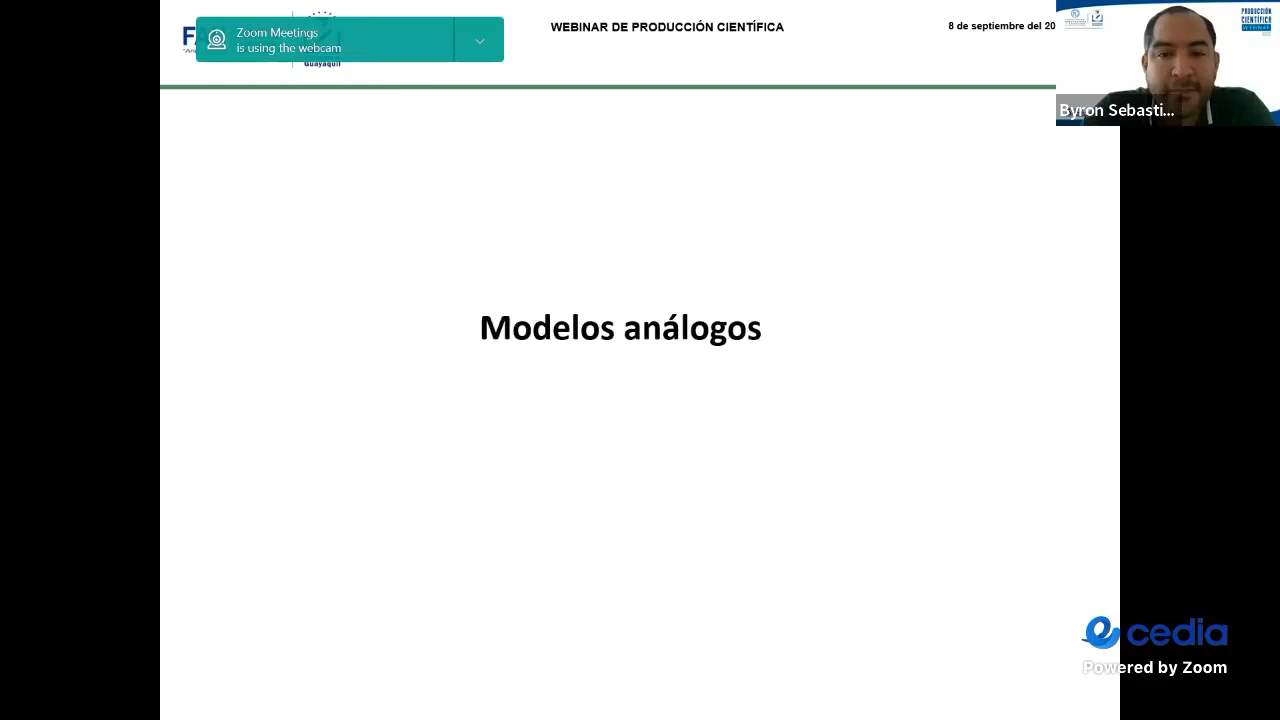 Zoom Meetings
is using the webcam
Guayaquil
WEBINAR DE PRODUCCIÓN CIENTÍFICA
8 de septiembre del 20
PRODUCCIÓN
CIENTÍFICA
WEBINAR
Byron Sebasti...
Modelos análogos
cedia
Powered by Zoom